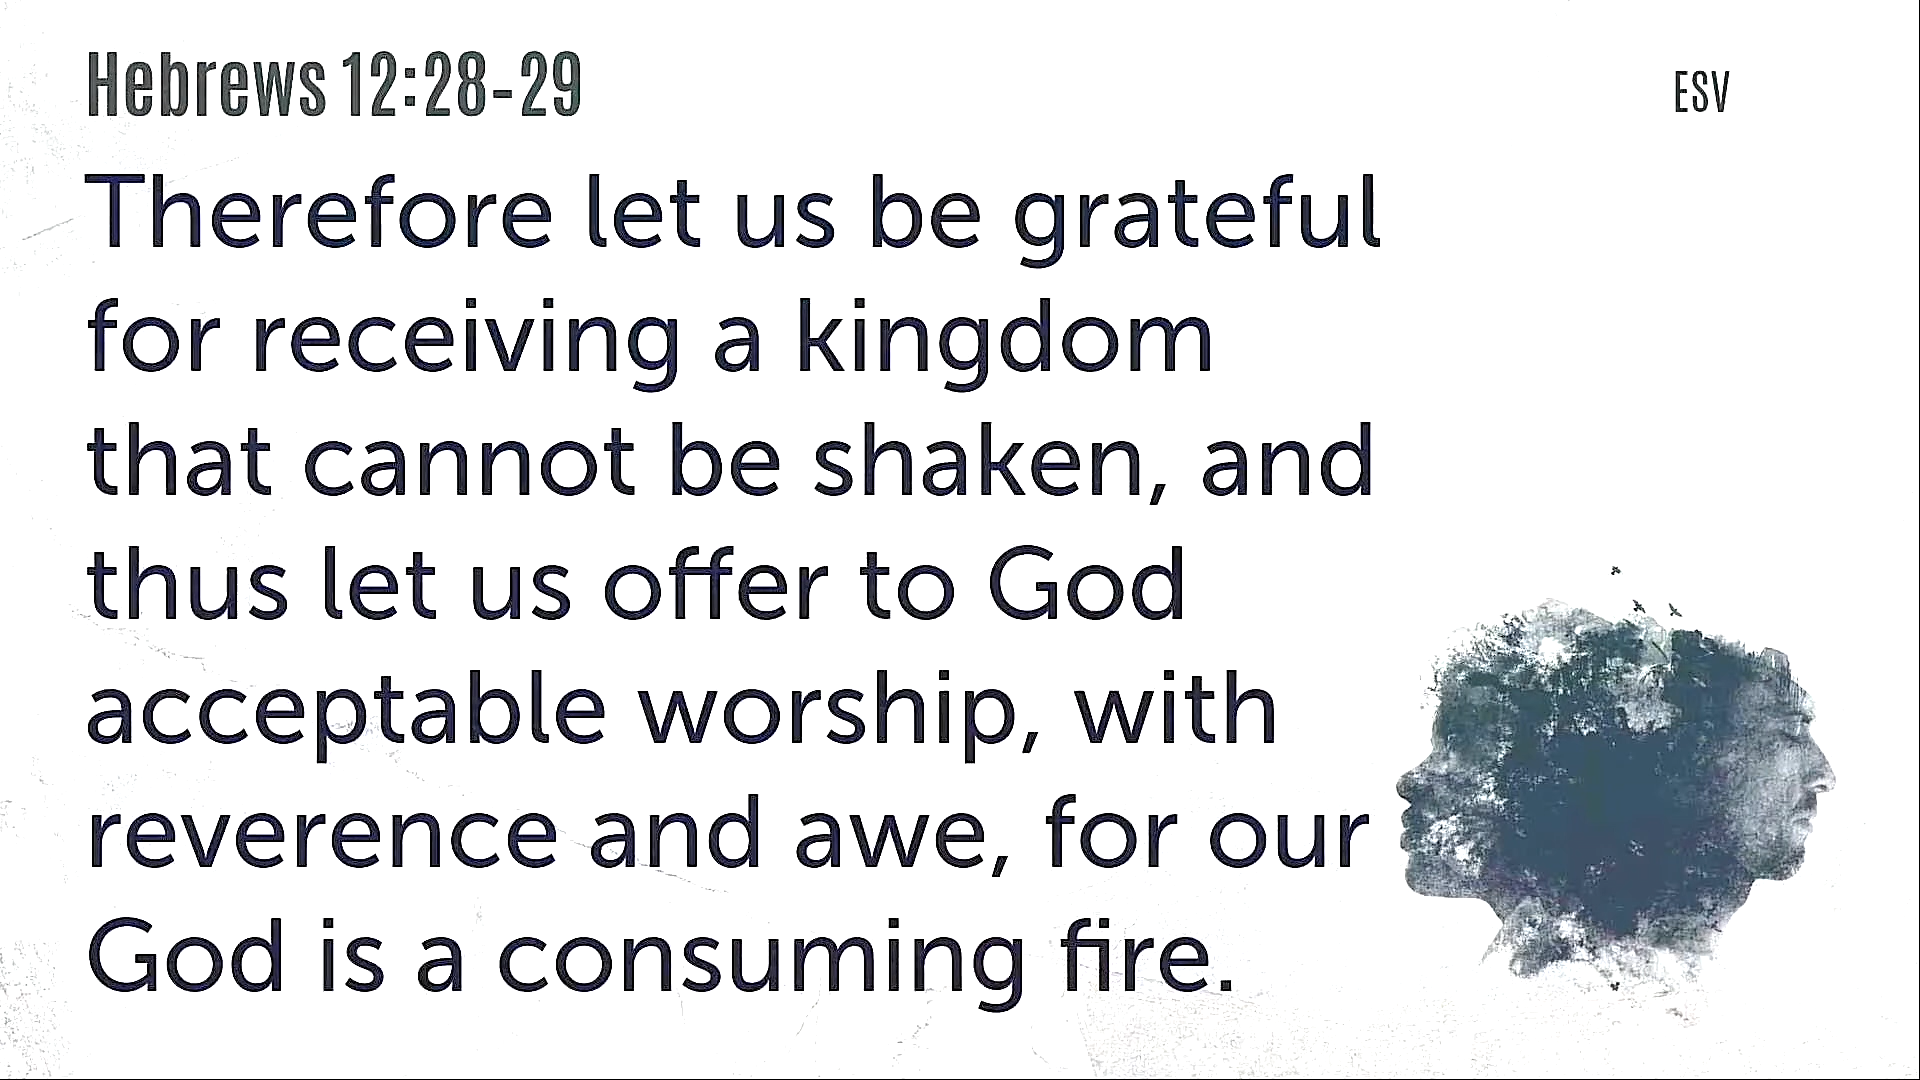 Hebrews 12:28-29
ESV
Therefore let us be grateful
for receiving a kingdom
that cannot be shaken, and
thus let us offer to God
acceptable worship, with
reverence and awe, for our
God is a consuming fire.